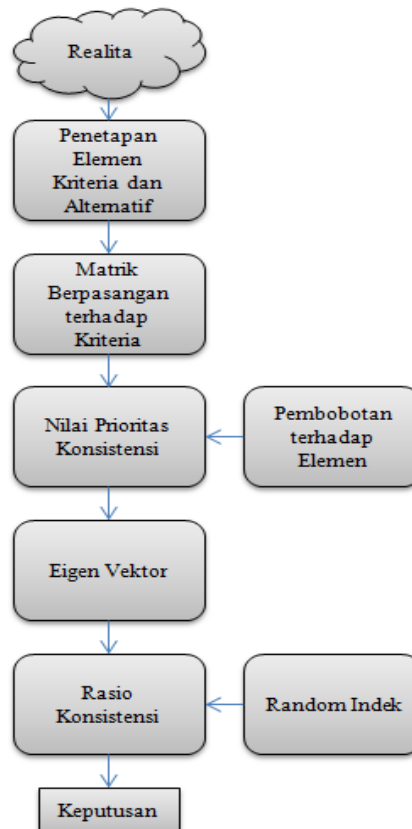 Realita
Penetapan
Elemen
Kriteria dan
Alternatif
Matrik
Berpasangan
terhadap
Kriteria
Nilai Prioritas
Konsistensi
Pembobotan
terhadap
Elemen
Eigen Vektor
Rasio
Konsistensi
Random Indek
Keputusan